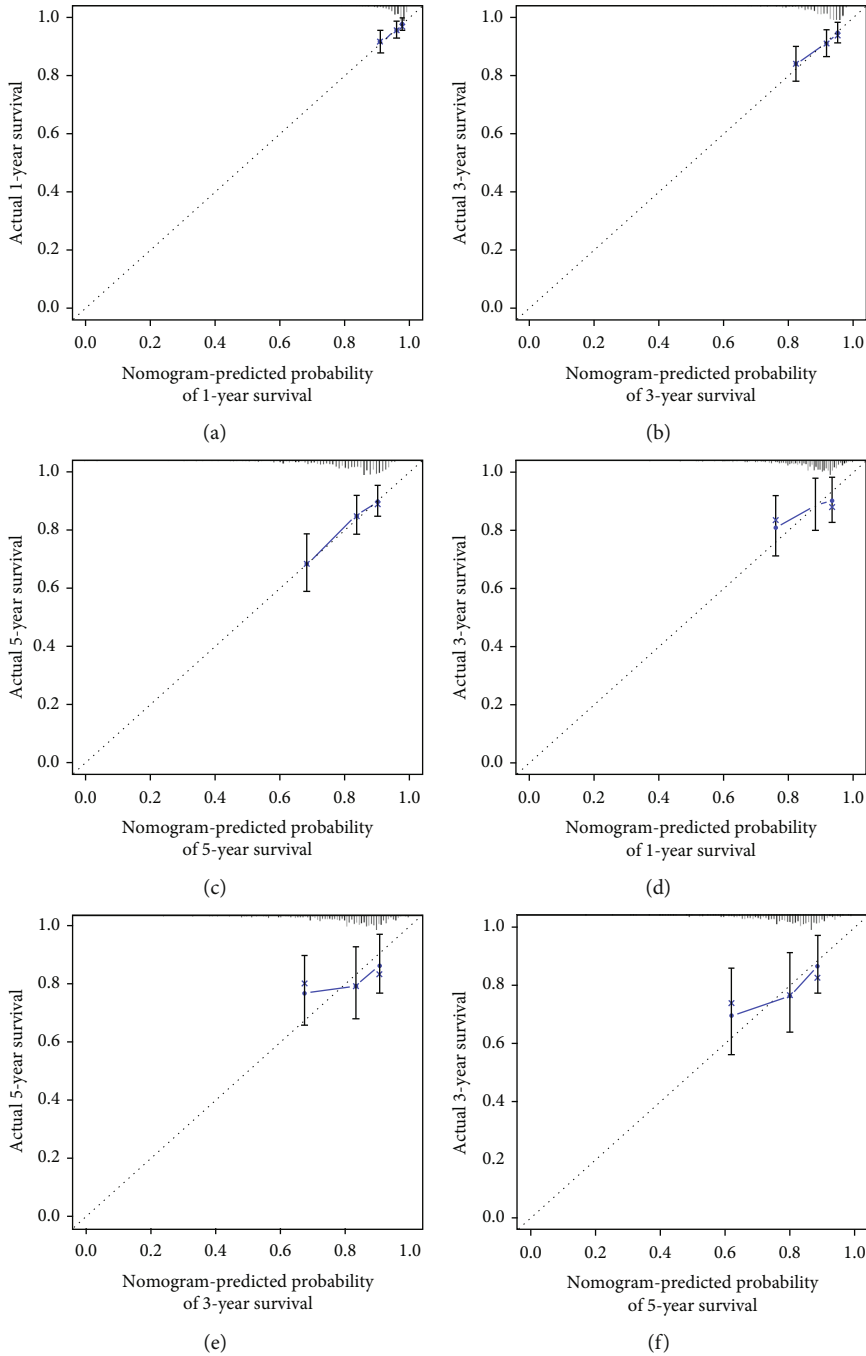 1.0
0.8
0.6
0.4
0.2
0.0
Actual 1-year survival
0.0 0.2 0.4 0.6 0.8 1.0
Nomogram-predicted probability
of 1-year survival
(a)
1.0
0.8
0.6
0.4
0.2
0.0
Actual 3-year survival
0.0 0.2 0.4 0.6 0.8 1.0
Nomogram-predicted probability
of 3-year survival
(b)
1.0
0.8
0.6
0.4
0.2
0.0
Actual 5-year survival
0.0 0.2 0.4 0.6 0.8 1.0
Nomogram-predicted probability
of 5-year survival
(c)
1.0
0.8
0.6
0.4
0.2
0.0
Actual 3-year survival
0.0 0.2 0.4 0.6 0.8 1.0
Nomogram-predicted probability
of 1-year survival
(d)
1.0
0.8
0.6
0.4
0.2
0.0
Actual 5-year survival
0.0 0.2 0.4 0.6 0.8 1.0
Nomogram-predicted probability
of 3-year survival
(e)
1.0
0.8
0.6
0.4
0.2
0.0
Actual 3-year survival
0.0 0.2 0.4 0.6 0.8 1.0
Nomogram-predicted probability
of 5-year survival
(f)